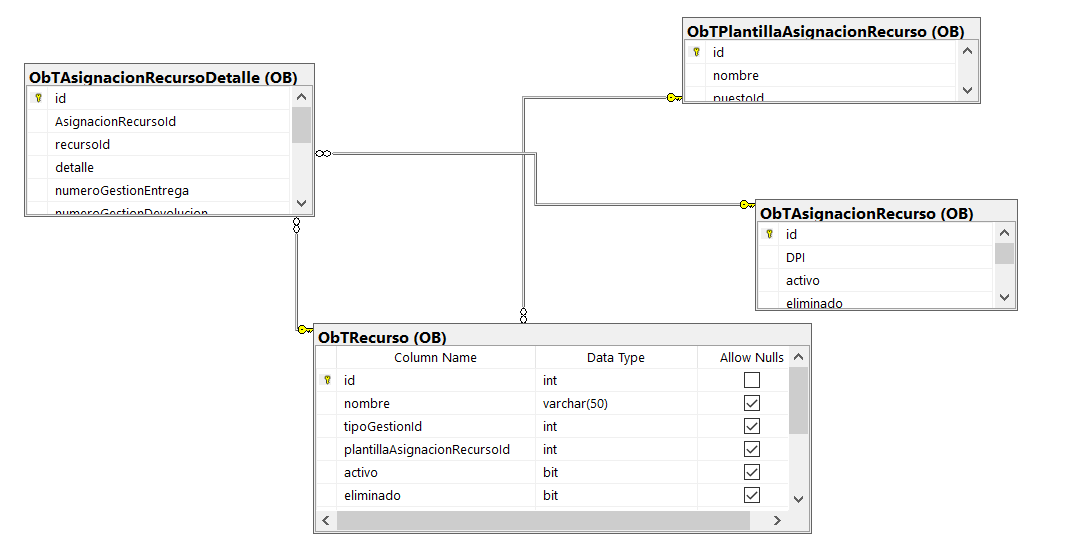 ObTPlantillaAsignacionRecurso (OB)
id
nombre
puestoId
ObTAsignacionRecursoDetalle (OB)
id
AsignacionRecursoId
recursoId
detalle
numeroGestionEntrega
numeroGestionDevolucion
ObTAsignacionRecurso (OB)
id
DPI
activo
eliminado
ObTRecurso (OB)
Column Name Data Type Allow Nulls
id int
nombre varchar(50)
tipoGestionId int
plantillaAsignacionRecursoId int
activo bit
eliminado bit